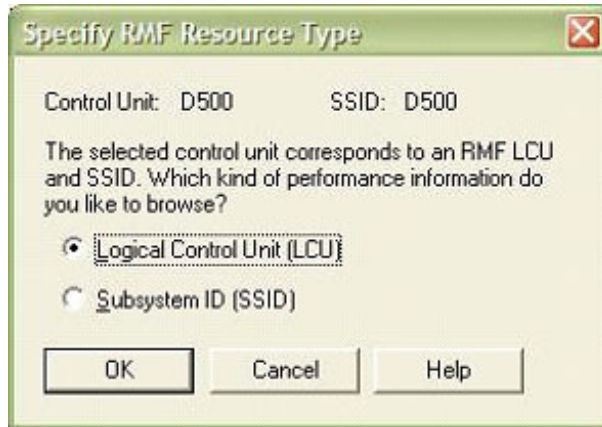 Specify RMF Resource Type
Control Unit: D500 SSID: D500
The selected control unit corresponds to an RMF LCU
and SSID. Which kind of performance information do
you like to browse?
Logical Control Unit (LCU)
Subsystem ID (SSID)
OK Cancel Help